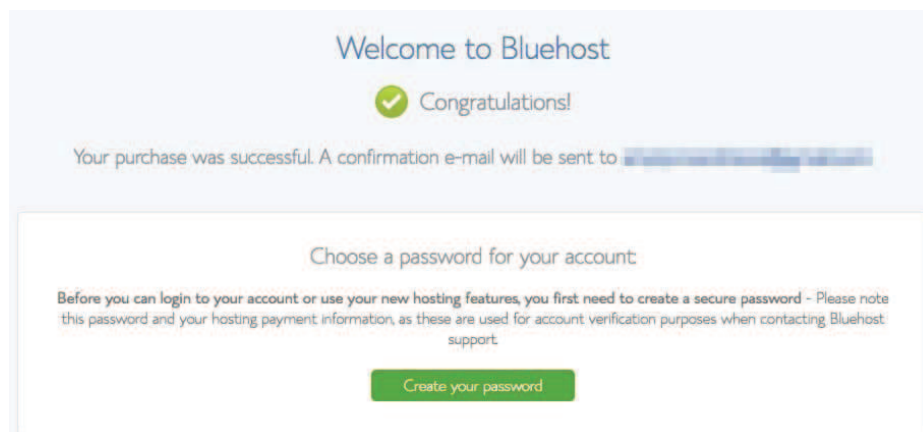 Welcome to Bluehost
Congratulations!
Your purchase was successful. A confirmation e-mail will be sent to
Choose a password for your account:
Before you can login to your account or use your new hosting features, you first need to create a secure password - Please note
this password and your hosting payment information, as these are used for account verification purposes when contacting Bluehost
support.
Create your password